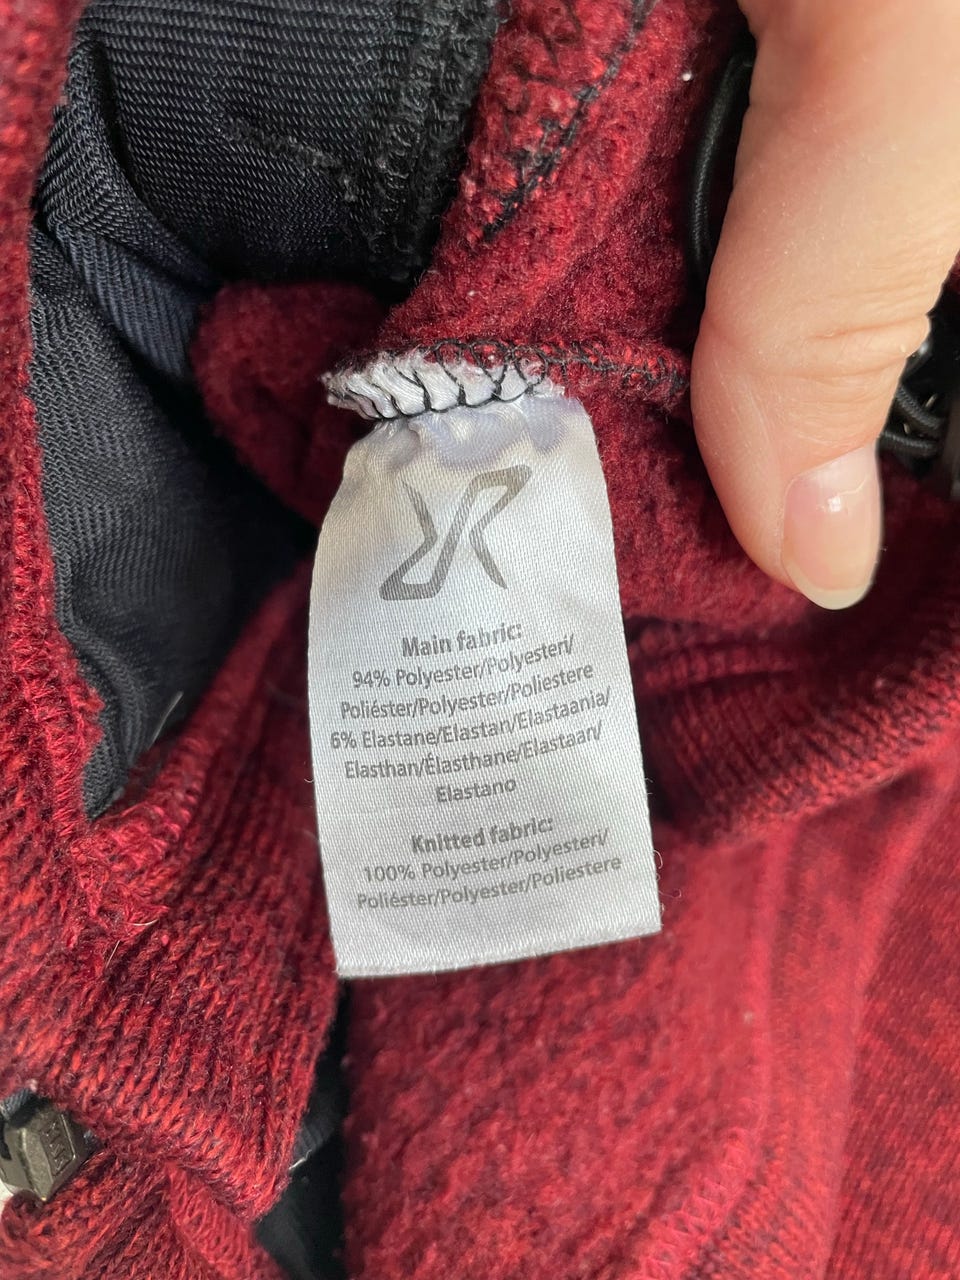 Main fabric:
94% Polyester/Polyesteri/
Poliéster/Polyester/Poliestere
6% Elastane/Elastan/Elastaania/
Elasthan/Élasthane/Elastaan/
Elastano
Knitted fabric:
100% Polyester/Polyesteri/
Poliéster/Polyester/Poliestere